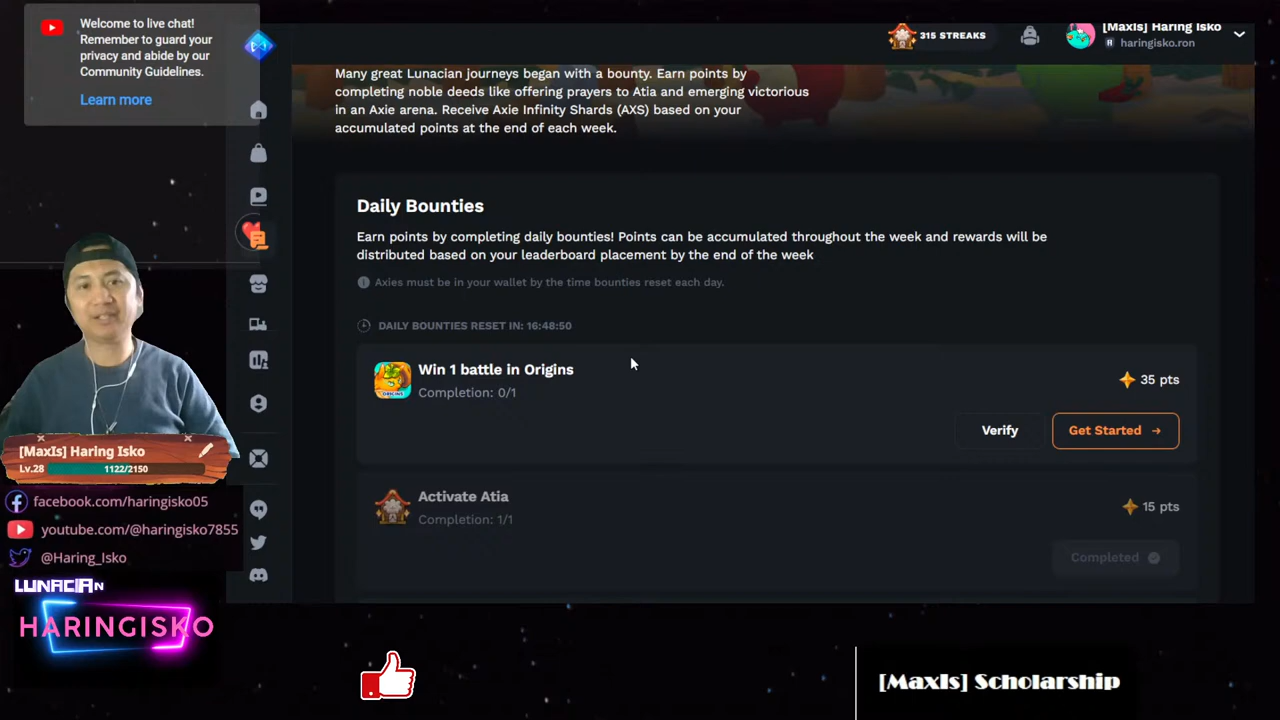 Welcome to live chat!
Remember to guard your
privacy and abide by our
Community Guidelines.
Learn more
315 STREAKS
[MaxIs] Haring Isko
haringisko.ron
Many great Lunacian journeys began with a bounty. Earn points by
completing noble deeds like offering prayers to Atia and emerging victorious
in an Axie arena. Receive Axie Infinity Shards (AXS) based on your
accumulated points at the end of each week.
Daily Bounties
Earn points by completing daily bounties! Points can be accumulated throughout the week and rewards will be
distributed based on your leaderboard placement by the end of the week
Axies must be in your wallet by the time bounties reset each day.
DAILY BOUNTIES RESET IN: 16:48:50
ORIGINS
Win 1 battle in Origins
Completion: 0/1
35 pts
Verify
Get Started
Activate Atia
Completion: 1/1
15 pts
Completed
[MaxIs] Haring Isko
Lv.28
1122/2150
facebook.com/haringisko05
youtube.com/@haringisko7855
@Haring_Isko
LUNACIAN
HARINGISKO
[MaxIs] Scholarship